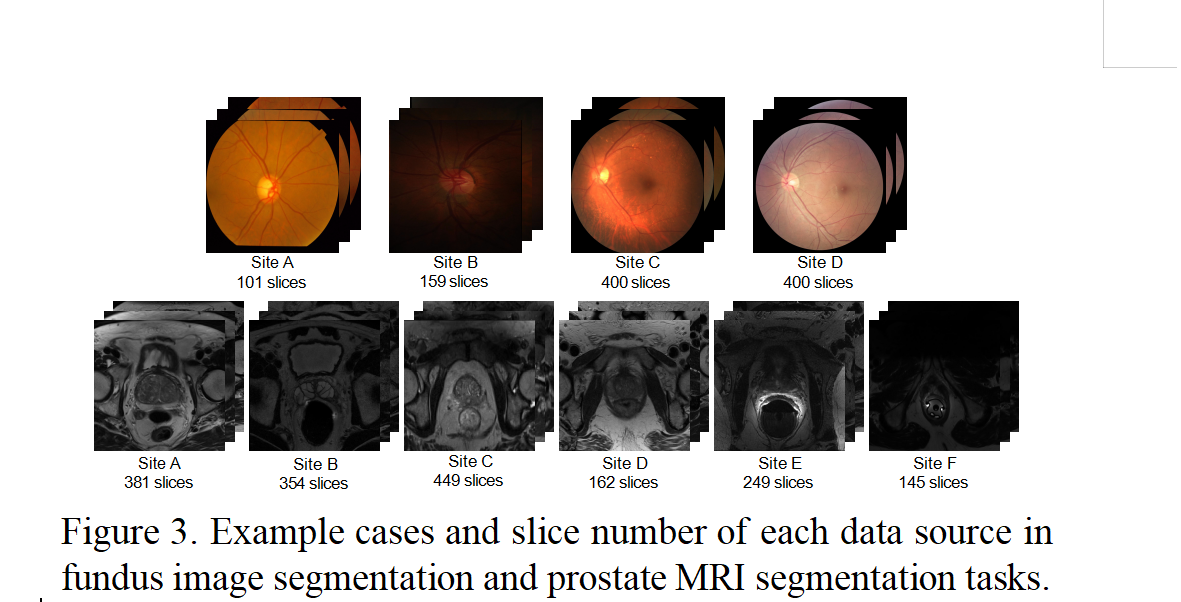 Site A Site B Site C Site D
101 slices 159 slices 400 slices 400 slices
Site A Site B Site C Site D Site E Site F
381 slices 354 slices 449 slices 162 slices 249 slices 145 slices
Figure 3. Example cases and slice number of each data source in
fundus image segmentation and prostate MRI segmentation tasks.